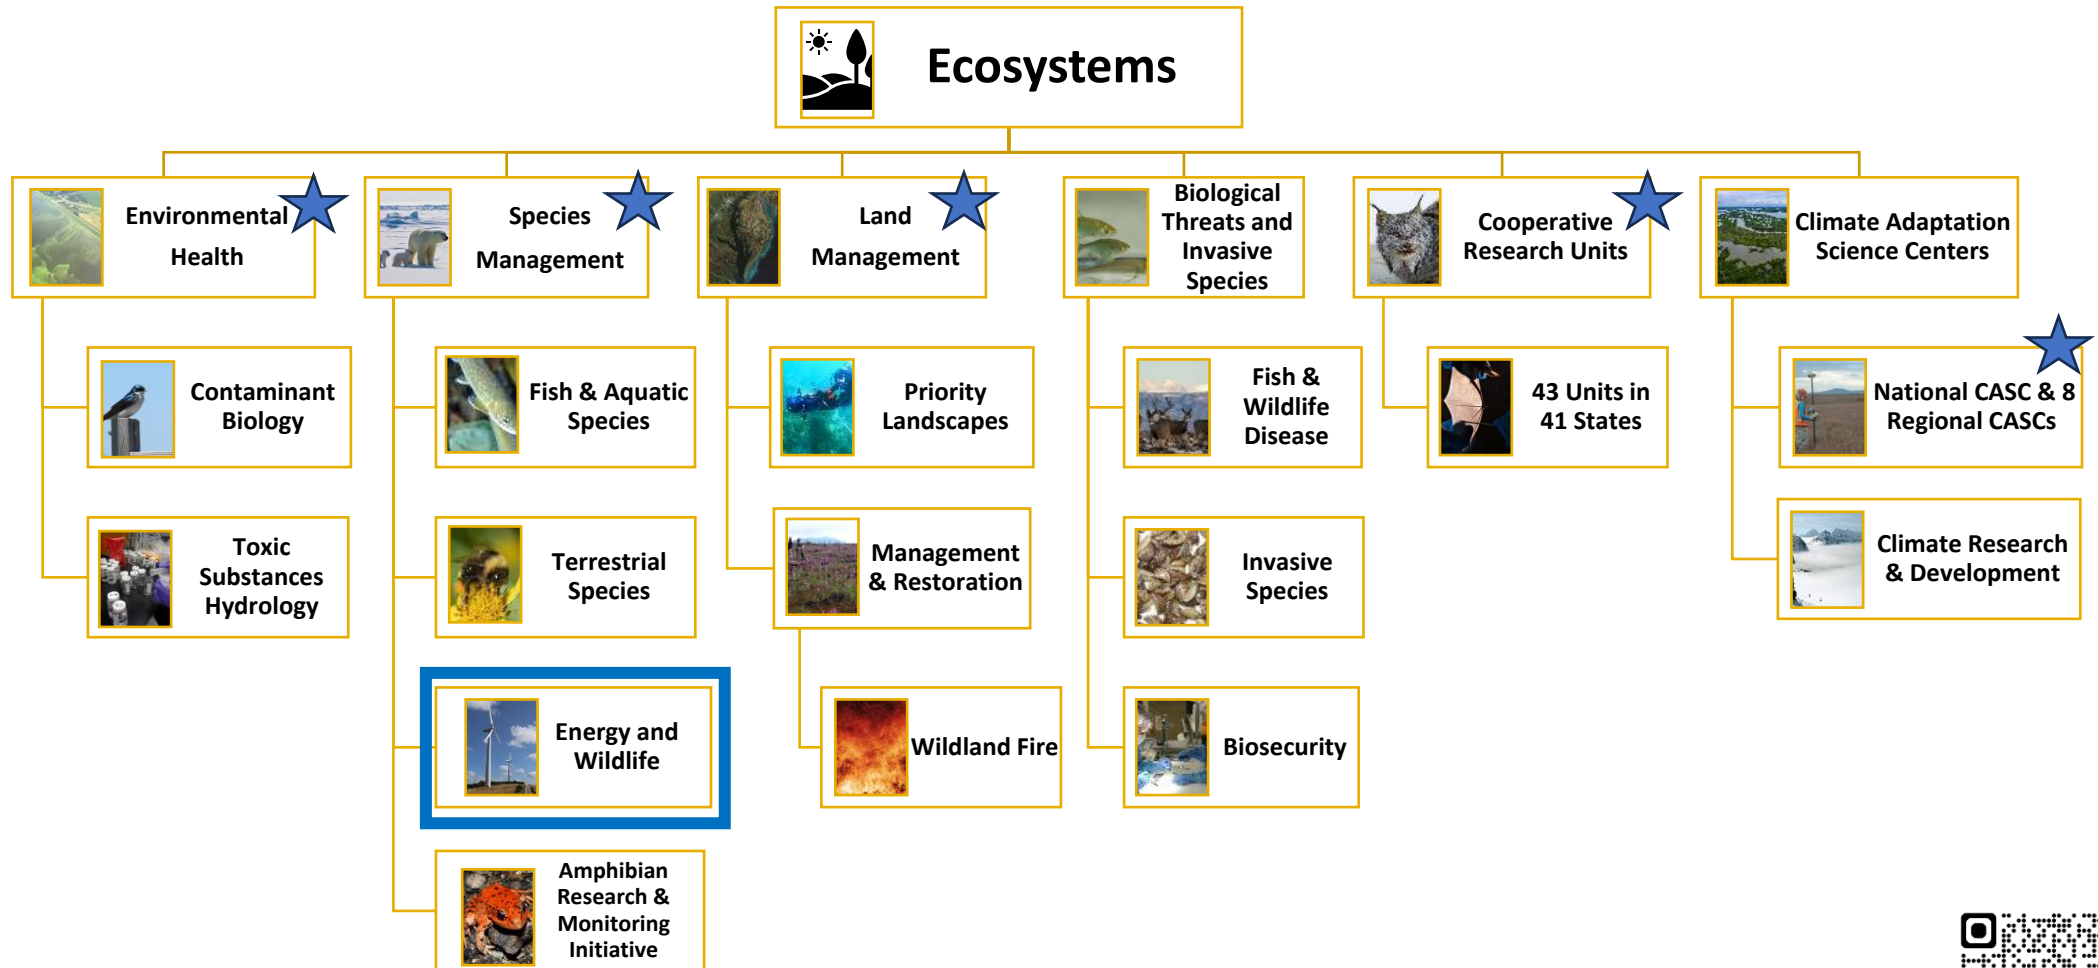 Ecosystems
Environmental
Health
Species
Management
Land
Management
Biological
Threats and
Invasive
Species
Cooperative
Research Units
Climate Adaptation
Science Centers
Contaminant
Biology
Fish & Aquatic
Species
Priority
Landscapes
Fish &
Wildlife
Disease
43 Units in
41 States
National CASC & 8
Regional CASCs
Toxic
Substances
Hydrology
Terrestrial
Species
Management
& Restoration
Invasive
Species
Climate Research
& Development
Energy and
Wildlife
Wildland Fire
Biosecurity
Amphibian
Research &
Monitoring
Initiative